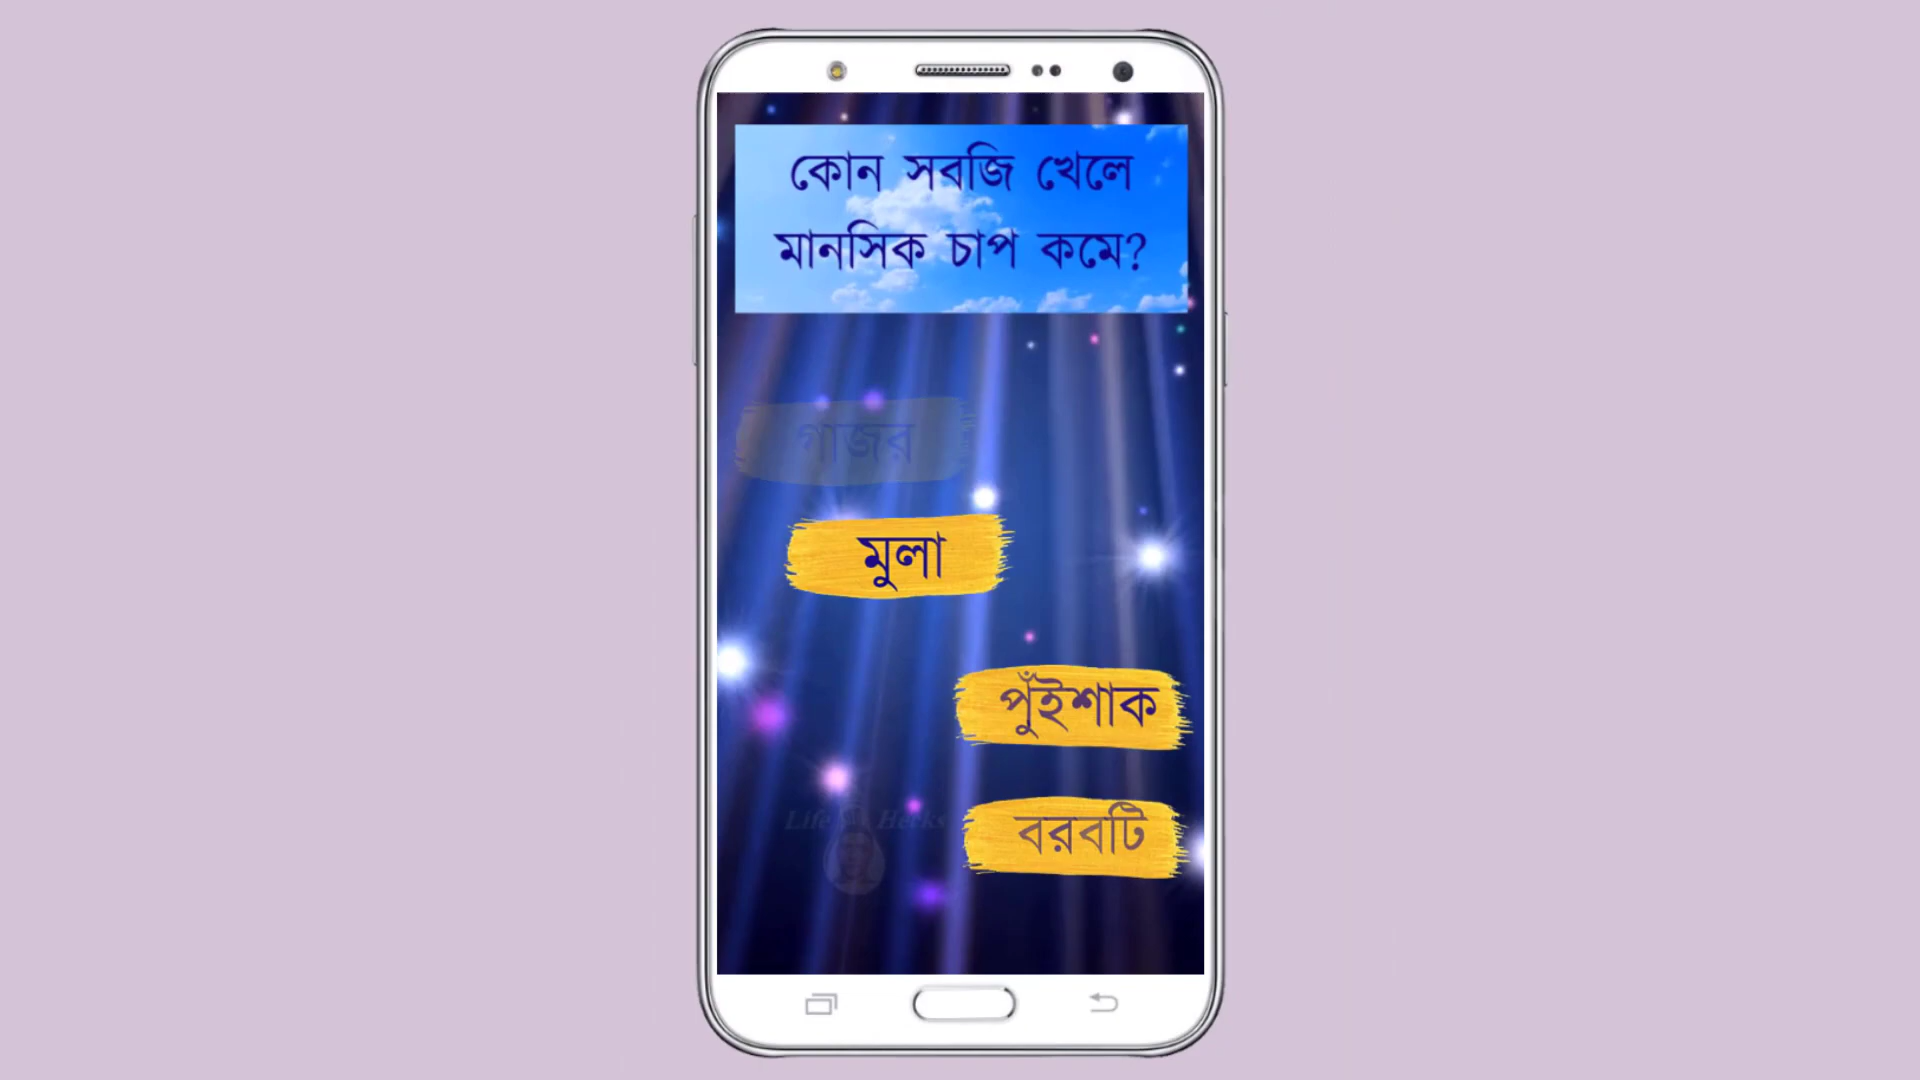 কোন সবজি খেলে
মানসিক চাপ কমে?
গাজর
মুলা
পুঁইশাক
বরবটি